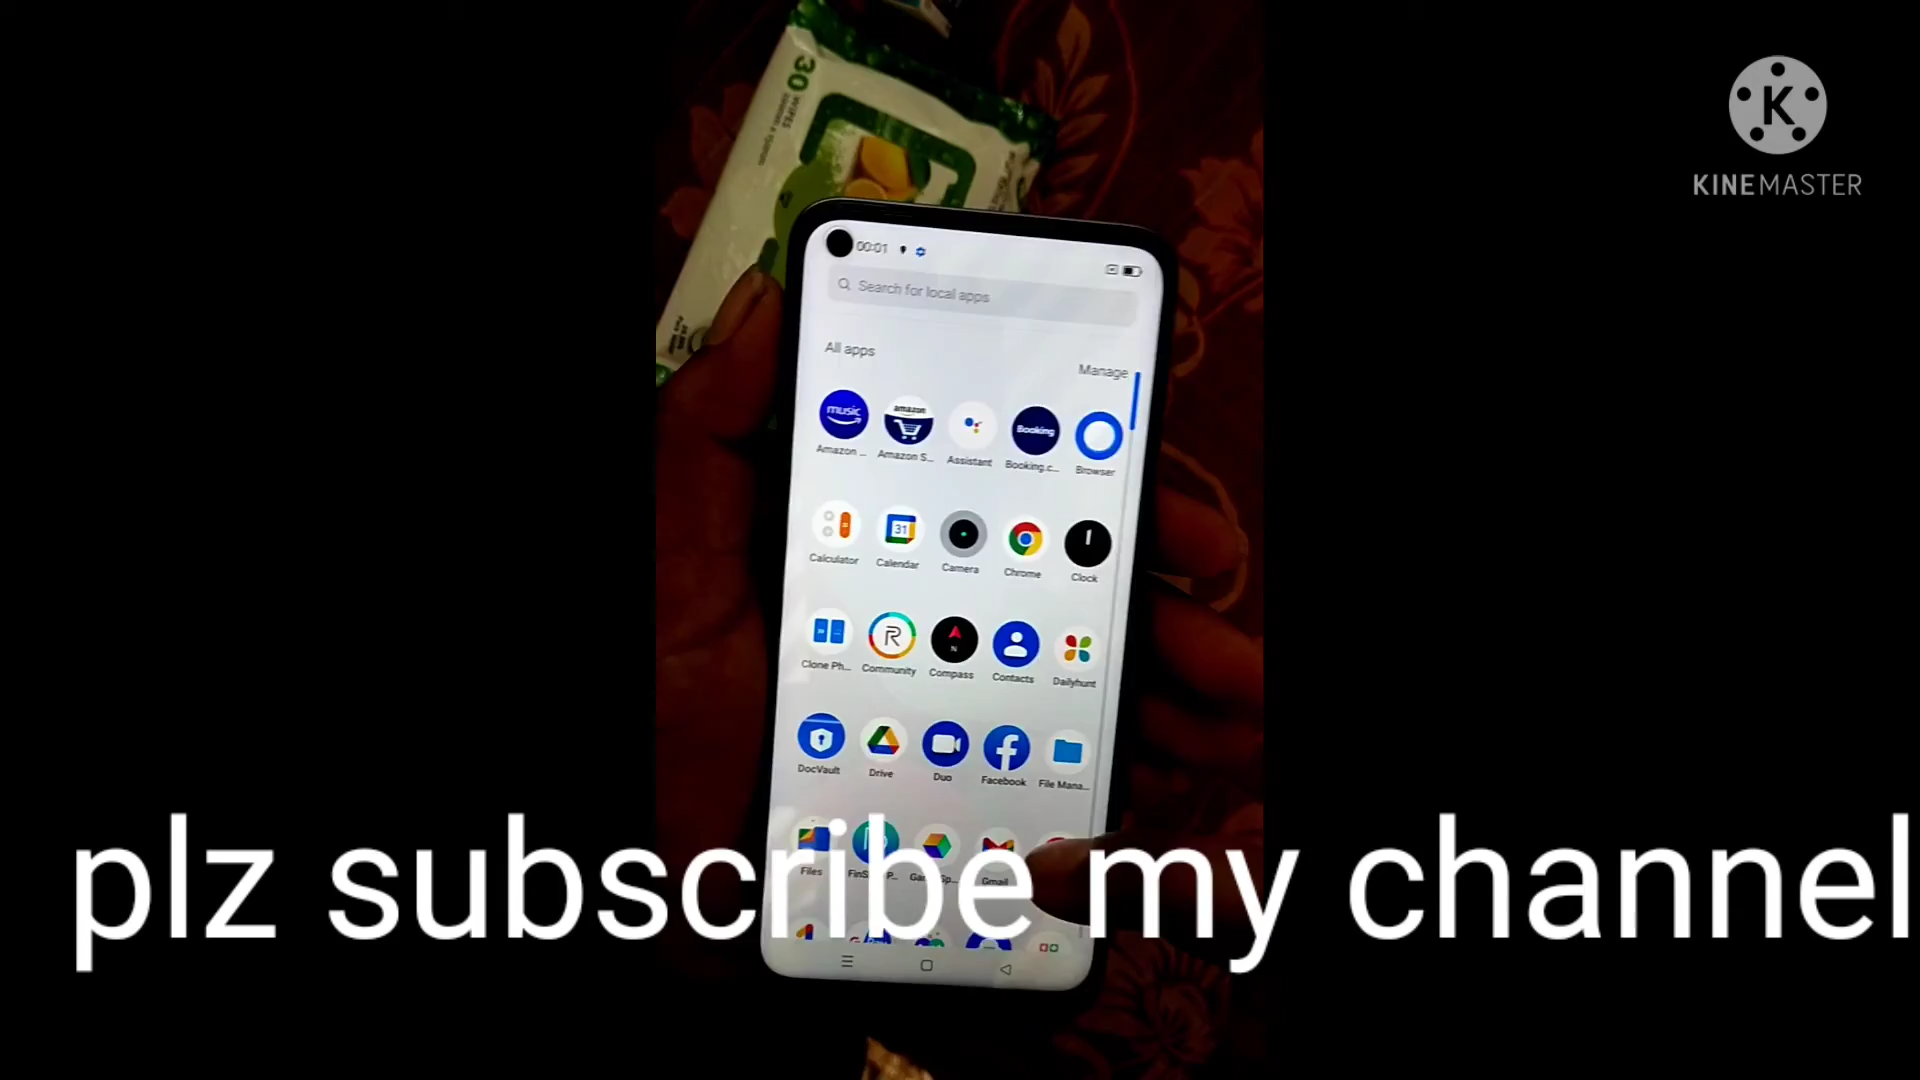 KINEMASTER
30
WIPES
00:01
Search for local apps
All apps
Manage
music
amazon
Booking
Amazon ...
Amazon S...
Assistant
Booking.c...
Browser
31
Calculator
Calendar
Camera
Chrome
Clock
Clone Ph...
Community
Compass
Contacts
Dailyhunt
DocVault
Drive
Duo
Facebook
File Mana...
Files
Gmail
plz subscribe my channel